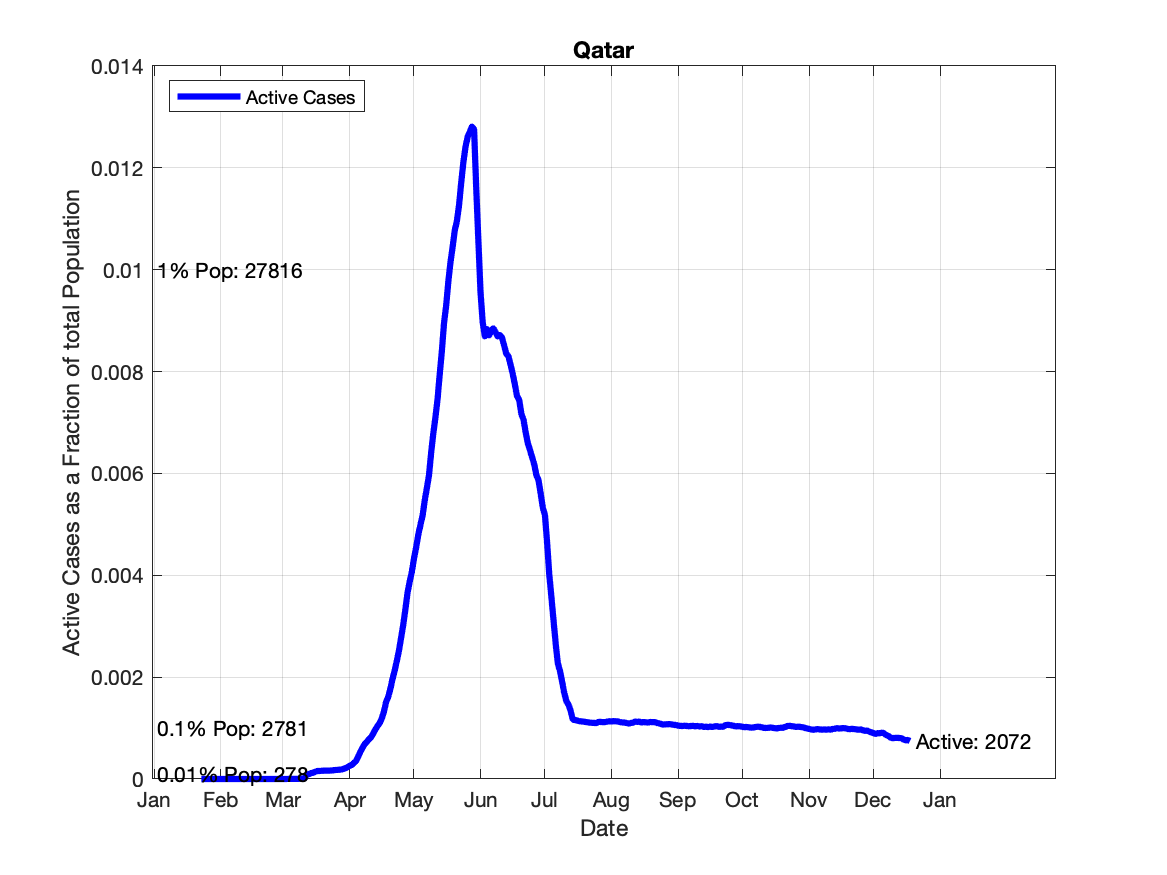 Qatar
Active Cases
0.014
0.012
0.01
0.008
0.006
0.004
0.002
0
Active Cases as a Fraction of total Population
1% Pop: 27816
0.1% Pop: 2781
0.01% Pop: 278
Active: 2072
Jan Feb Mar Apr May Jun Jul Aug Sep Oct Nov Dec Jan
Date